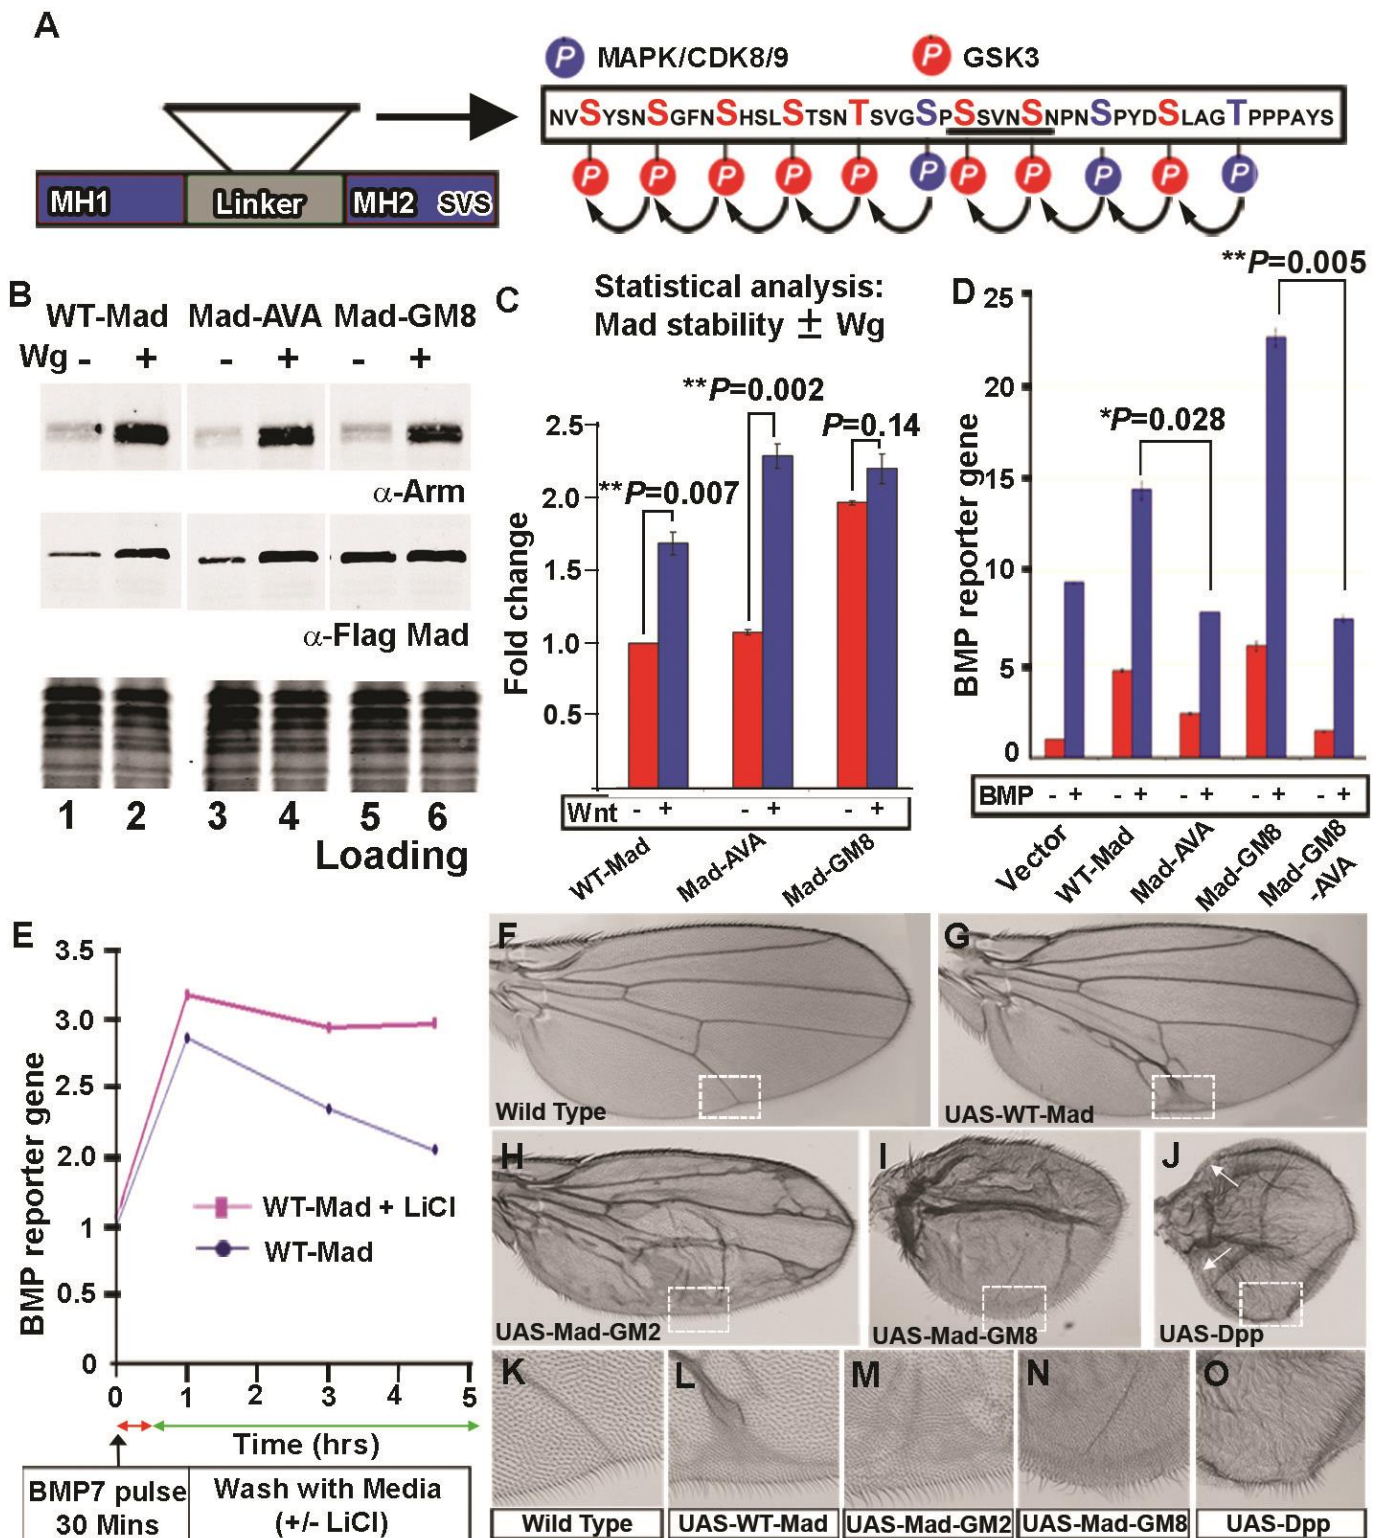 A
P MAPK/CDK8/9 P GSK3
NVSYSNSGFNSHSLSTSNTSVGSPSSVNSNPNSPYDSLAGTPPPAYS
P P P P P P P P P P P
MH1 Linker MH2 SVS
B
WT-Mad Mad-AVA Mad-GM8
Wg - + - + - +
α-Arm
α-Flag Mad
1 2 3 4 5 6
Loading
C
Statistical analysis:
Mad stability ± Wg
**P=0.007
**P=0.002
P=0.14
Fold change
2.5
2.0
1.5
1.0
0.5
Wnt - + - + - +
WT-Mad
Mad-AVA
Mad-GM8
D
**P=0.005
*P=0.028
BMP reporter gene
25
20
15
10
5
0
BMP - + - + - + - + - +
Vector
WT-Mad
Mad-AVA
Mad-GM8
Mad-GM8
-AVA
E
BMP reporter gene
3.5
3.0
2.5
2.0
1
0.5
0
WT-Mad + LiCl
WT-Mad
0 1 2 3 4 5
Time (hrs)
BMP7 pulse
30 Mins
Wash with Media
(+/- LiCl)
F
Wild Type
G
UAS-WT-Mad
H
UAS-Mad-GM2
I
UAS-Mad-GM8
J
UAS-Dpp
K L M N O
Wild Type UAS-WT-Mad UAS-Mad-GM2 UAS-Mad-GM8 UAS-Dpp